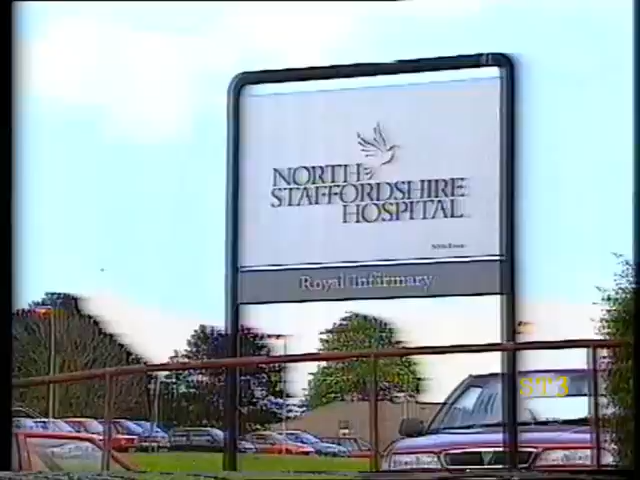 NORTH
STAFFORDSHIRE
HOSPITAL
Royal Infirmary
ST3